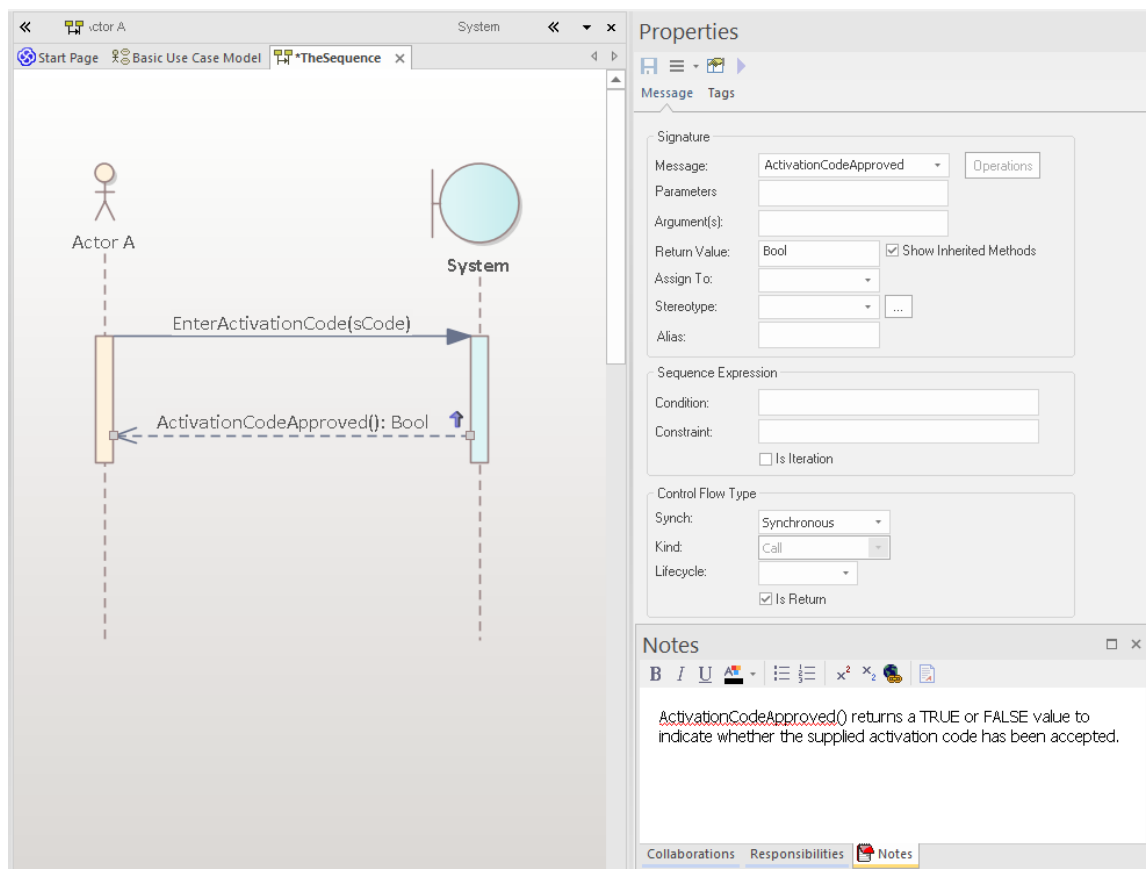 ctor A
System
Start Page
Basic Use Case Model
*TheSequence
Actor A
System
EnterActivationCode(sCode)
ActivationCodeApproved(): Bool
Properties
Message Tags
Signature
Message: ActivationCodeApproved Operations
Parameters
Argument(s):
Return Value: Bool Show Inherited Methods
Assign To:
Stereotype: ...
Alias:
Sequence Expression
Condition:
Constraint:
Is Iteration
Control Flow Type
Synch: Synchronous
Kind: Call
Lifecycle:
Is Return
Notes
B I U A x² x₂
ActivationCodeApproved() returns a TRUE or FALSE value to
indicate whether the supplied activation code has been accepted.
Collaborations Responsibilities Notes